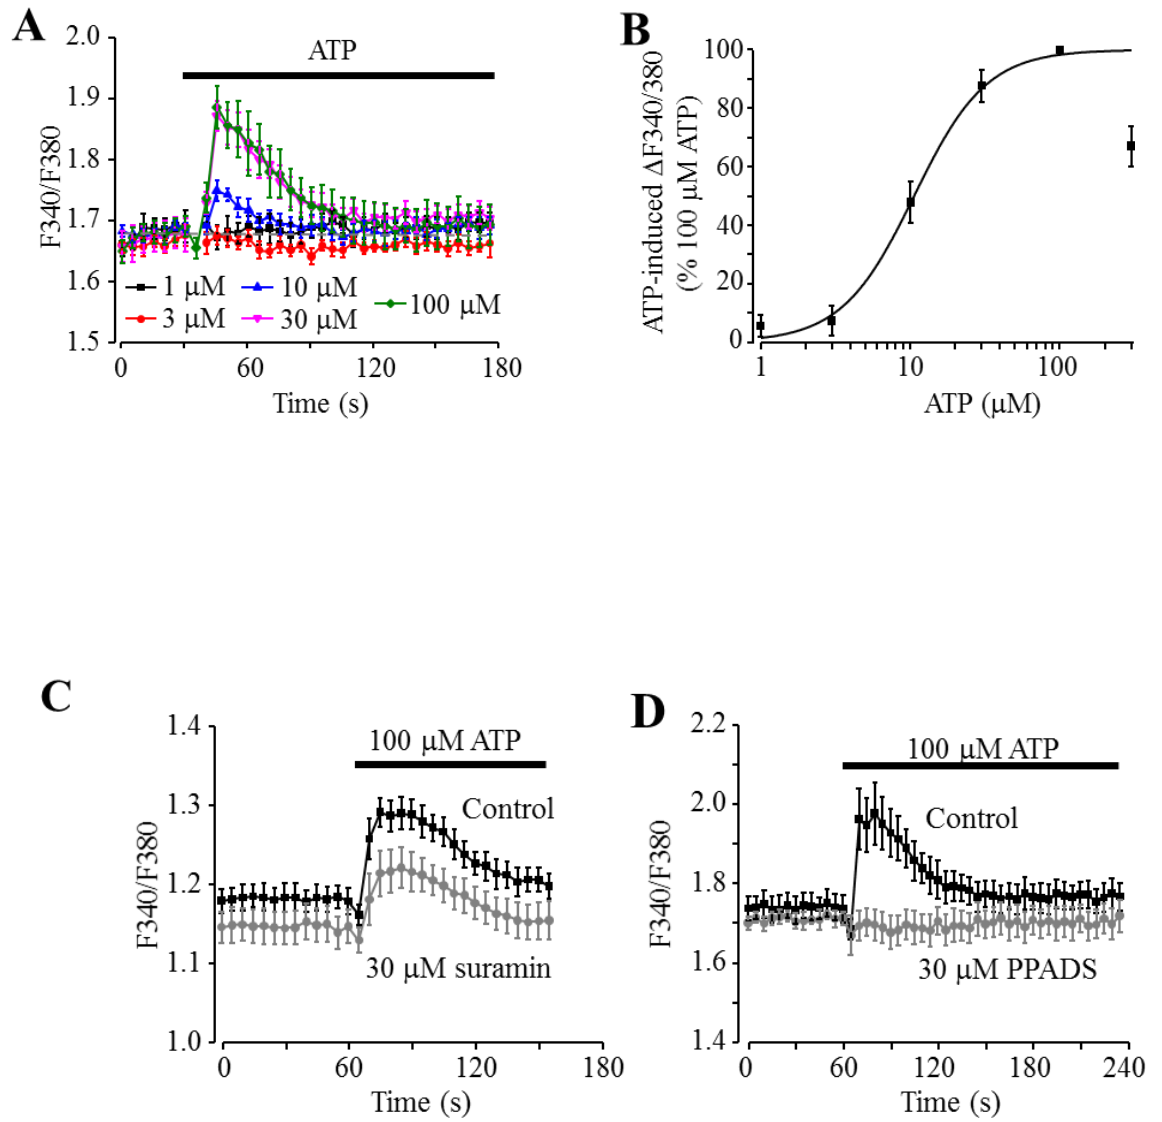 A
ATP
2.0
1.9
1.8
1.7
1.6
1.5
F340/F380
1 μM
3 μM
10 μM
30 μM
100 μM
0
60
120
180
Time (s)
B
ATP-induced ΔF340/380
(% 100 μM ATP)
100
80
60
40
20
0
1
10
100
ATP (μM)
C
1.4
1.3
1.2
1.1
1.0
F340/F380
100 μM ATP
Control
30 μM suramin
0
60
120
180
Time (s)
D
2.2
2.0
1.8
1.6
1.4
F340/F380
100 μM ATP
Control
30 μM PPADS
0
60
120
180
240
Time (s)